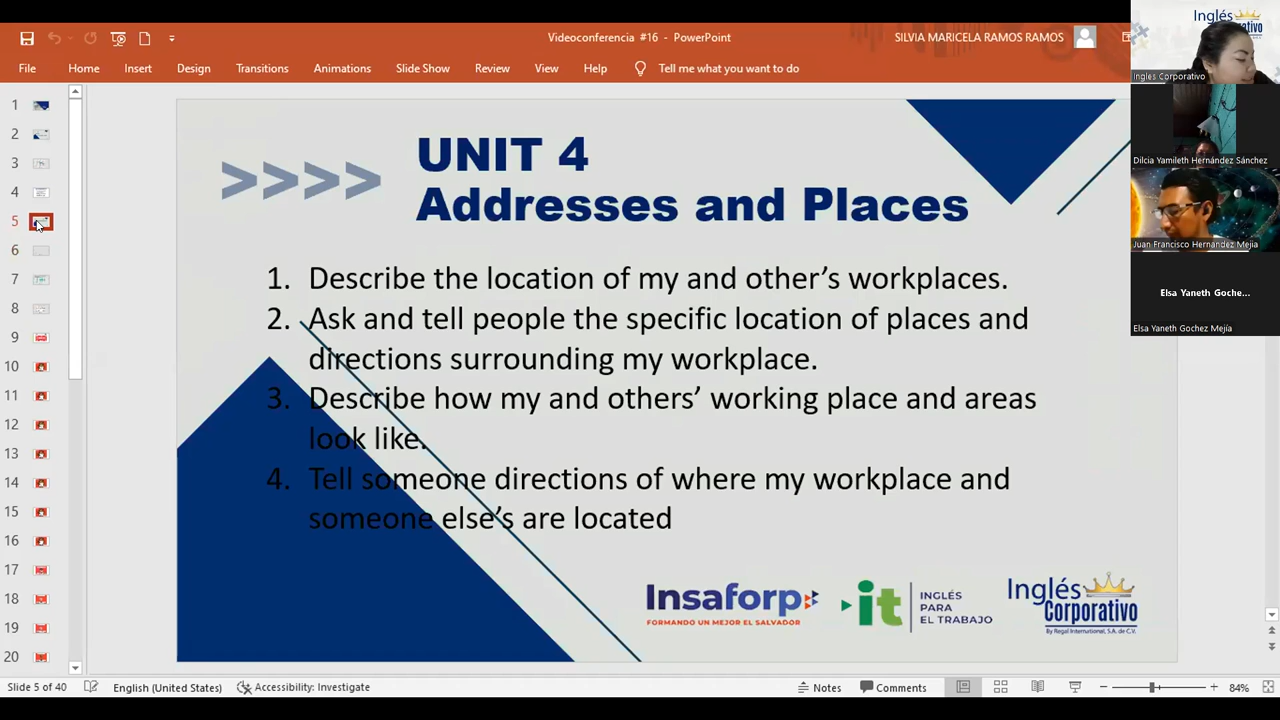 Videoconferencia #16 - PowerPoint
SILVIA MARICELA RAMOS RAMOS
File Home Insert Design Transitions Animations Slide Show Review View Help Tell me what you want to do
1
2
3
4
5
6
7
8
9
10
11
12
13
14
15
16
17
18
19
20
>>>>
UNIT 4
Addresses and Places
1. Describe the location of my and other’s workplaces.
2. Ask and tell people the specific location of places and
directions surrounding my workplace.
3. Describe how my and others’ working place and areas
look like.
4. Tell someone directions of where my workplace and
someone else’s are located
Insaforp
FORMANDO UN MEJOR EL SALVADOR
it
INGLÉS
PARA
EL TRABAJO
Inglés
Corporativo
By Regal International, S.A. de C.V.
Inglés
Ingles Corporativo
Dilcia Yamileth Hernández Sánchez
Juan Francisco Hernandez Mejia
Elsa Yaneth Goche...
Elsa Yaneth Gochez Mejía
Slide 5 of 40 English (United States) Accessibility: Investigate Notes Comments 84%